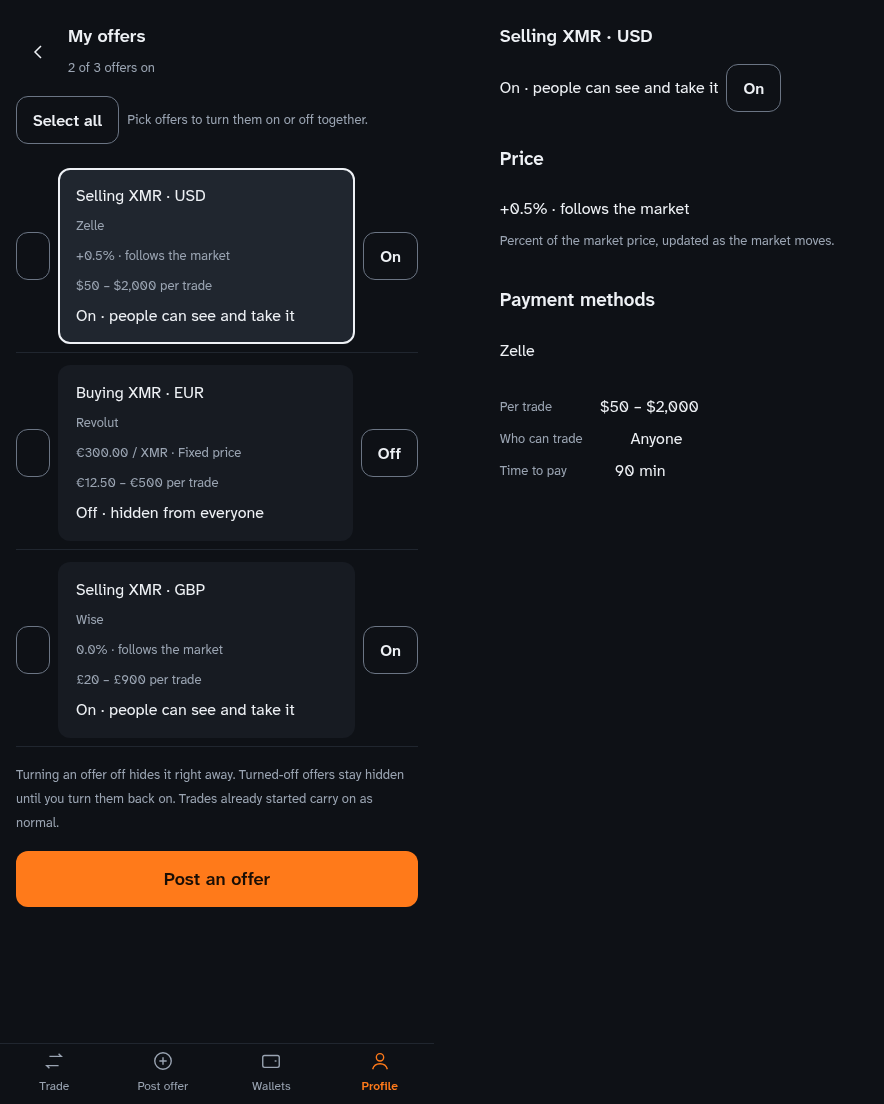 My offers
2 of 3 offers on
Select all
Pick offers to turn them on or off together.
Selling XMR · USD
Zelle
+0.5% · follows the market
$50 – $2,000 per trade
On · people can see and take it
On
Buying XMR · EUR
Revolut
€300.00 / XMR · Fixed price
€12.50 – €500 per trade
Off · hidden from everyone
Off
Selling XMR · GBP
Wise
0.0% · follows the market
£20 – £900 per trade
On · people can see and take it
On
Turning an offer off hides it right away. Turned-off offers stay hidden
until you turn them back on. Trades already started carry on as
normal.
Post an offer
Trade
Post offer
Wallets
Profile
Selling XMR · USD
On · people can see and take it
On
Price
+0.5% · follows the market
Percent of the market price, updated as the market moves.
Payment methods
Zelle
Per trade $50 – $2,000
Who can trade Anyone
Time to pay 90 min